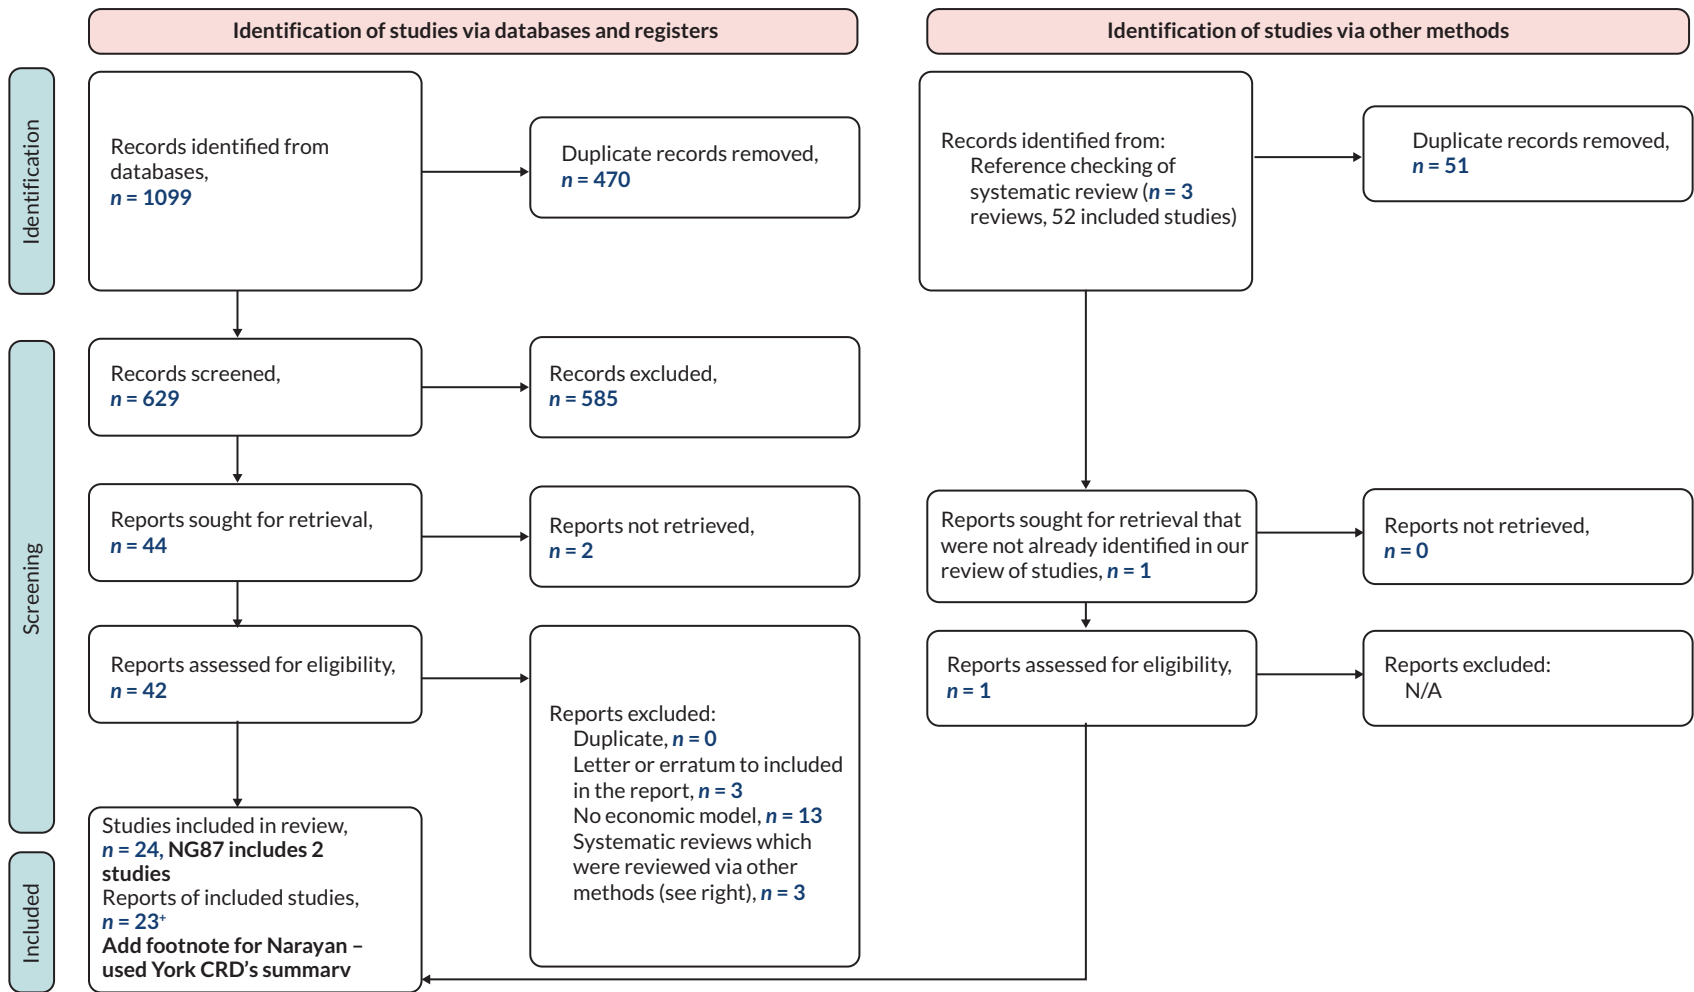 Identification of studies via databases and registers
Identification of studies via other methods
Identification
Records identified from
databases,
n = 1099
Duplicate records removed,
n = 470
Records identified from:
Reference checking of
systematic review (n = 3
reviews, 52 included studies)
Duplicate records removed,
n = 51
Screening
Records screened,
n = 629
Records excluded,
n = 585
Reports sought for retrieval,
n = 44
Reports not retrieved,
n = 2
Reports sought for retrieval that
were not already identified in our
review of studies, n = 1
Reports not retrieved,
n = 0
Reports assessed for eligibility,
n = 42
Reports excluded:
Duplicate, n = 0
Letter or erratum to included
in the report, n = 3
No economic model, n = 13
Systematic reviews which
were reviewed via other
methods (see right), n = 3
Reports assessed for eligibility,
n = 1
Reports excluded:
N/A
Included
Studies included in review,
n = 24, NG87 includes 2
studies
Reports of included studies,
n = 23+
Add footnote for Narayan –
used York CRD's summary